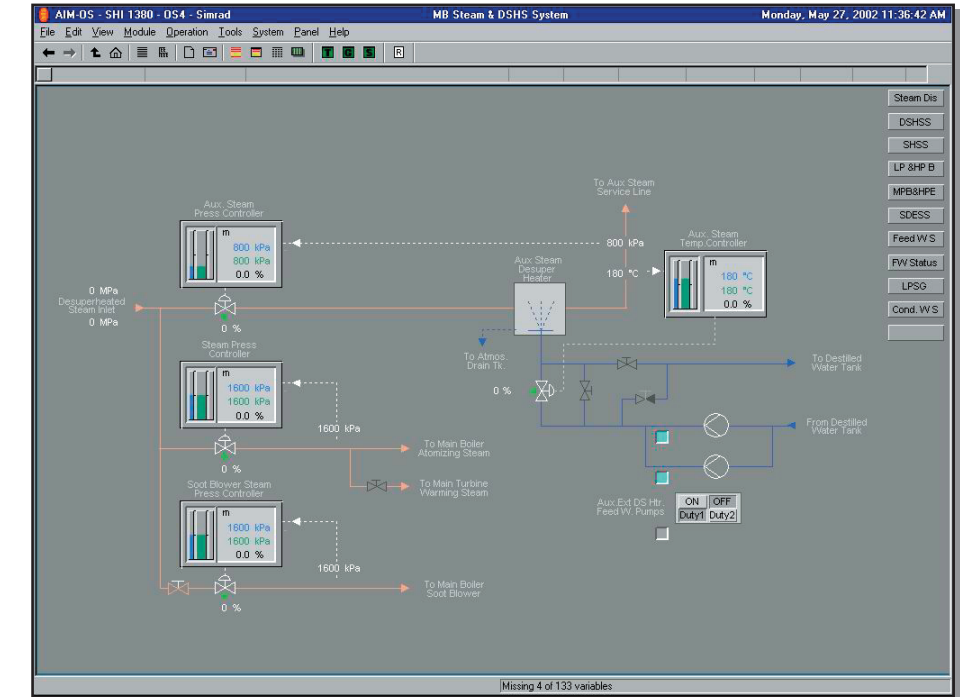 AIM-OS - SHI 1380 - OS4 - Simrad
MB Steam & DSHS System
Monday, May 27, 2002 11:36:42 AM
File Edit View Module Operation Tools System Panel Help
T G S R
Steam Dis
DSHSS
SHSS
LP &HP B
MPB&HPE
SDESS
Feed W S
FW Status
LPSG
Cond. W S
To Aux Steam
Service Line
Aux. Steam
Press Controller
m
800 kPa
800 kPa
0.0 %
800 kPa
Aux. Steam
Temp Controller
m
180 °C
180 °C
0.0 %
Aux Steam
Desuper
Heater
180 °C
0 MPa
Desuperheated
Steam Inlet
0 MPa
0 %
To Atmos.
Drain Tk.
Steam Press
Controller
m
1600 kPa
1600 kPa
0.0 %
1600 kPa
0 %
0 %
To Destilled
Water Tank
From Destilled
Water Tank
To Main Boiler
Atomizing Steam
To Main Turbine
Warming Steam
Soot Blower Steam
Press Controller
m
1600 kPa
1600 kPa
0.0 %
1600 kPa
0 %
Aux.Ext DS Htr.
Feed W. Pumps
ON OFF
Duty1 Duty2
To Main Boiler
Soot Blower
Missing 4 of 133 variables